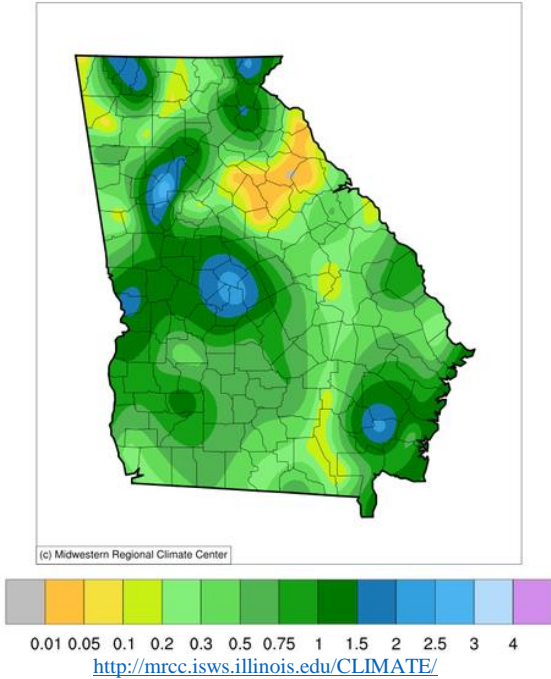 (c) Midwestern Regional Climate Center
0.01 0.05 0.1 0.2 0.3 0.5 0.75 1 1.5 2 2.5 3 4
http://mrcc.isws.illinois.edu/CLIMATE/